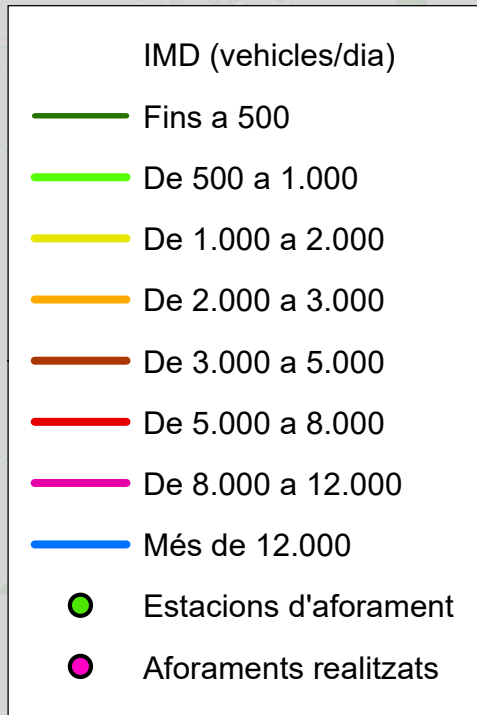 IMD (vehicles/dia)
Fins a 500
De 500 a 1.000
De 1.000 a 2.000
De 2.000 a 3.000
De 3.000 a 5.000
De 5.000 a 8.000
De 8.000 a 12.000
Més de 12.000
Estacions d'aforament
Aforaments realitzats